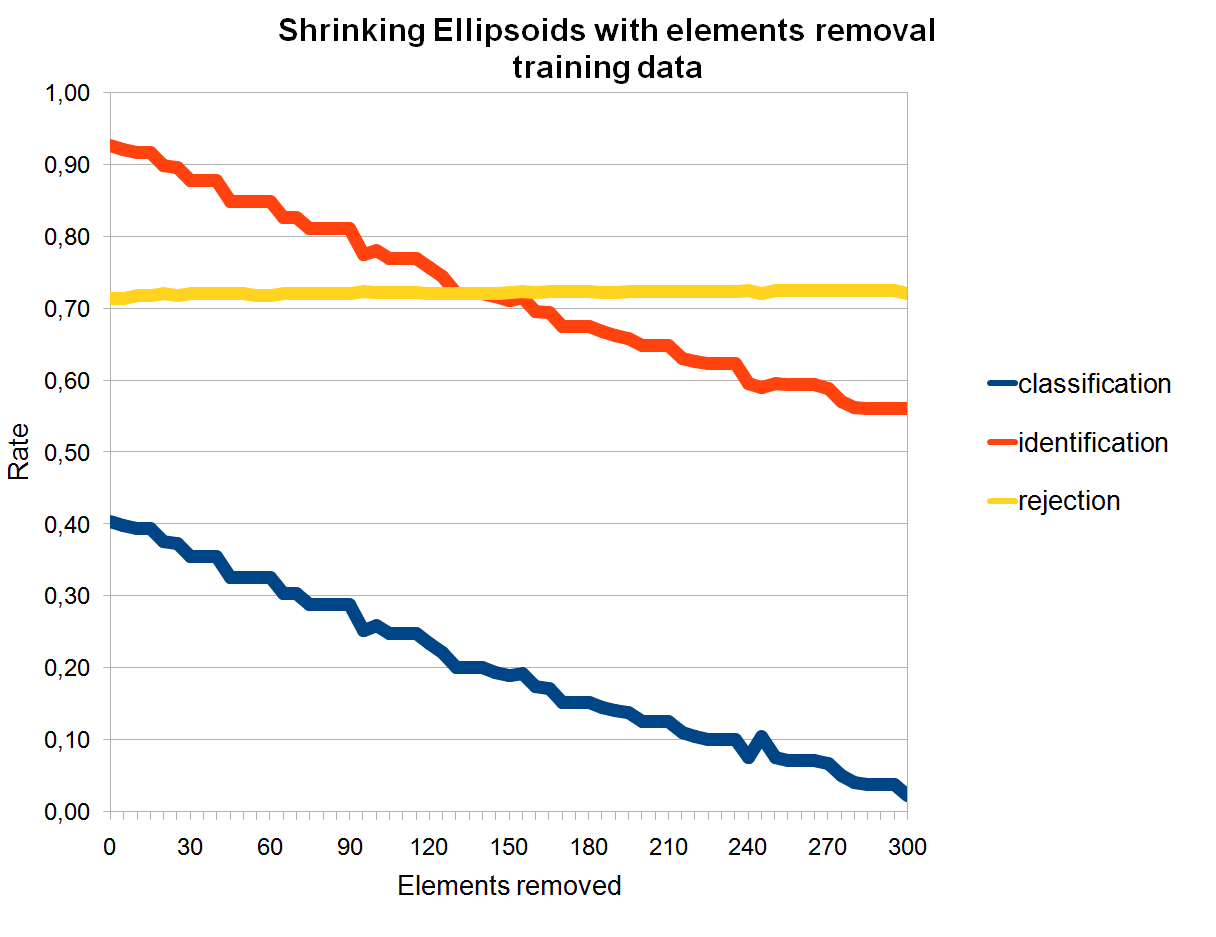 Shrinking Ellipsoids with elements removal
training data
1,00
0,90
0,80
0,70
0,60
0,50
0,40
0,30
0,20
0,10
0,00
Rate
0 30 60 90 120 150 180 210 240 270 300
Elements removed
classification
identification
rejection